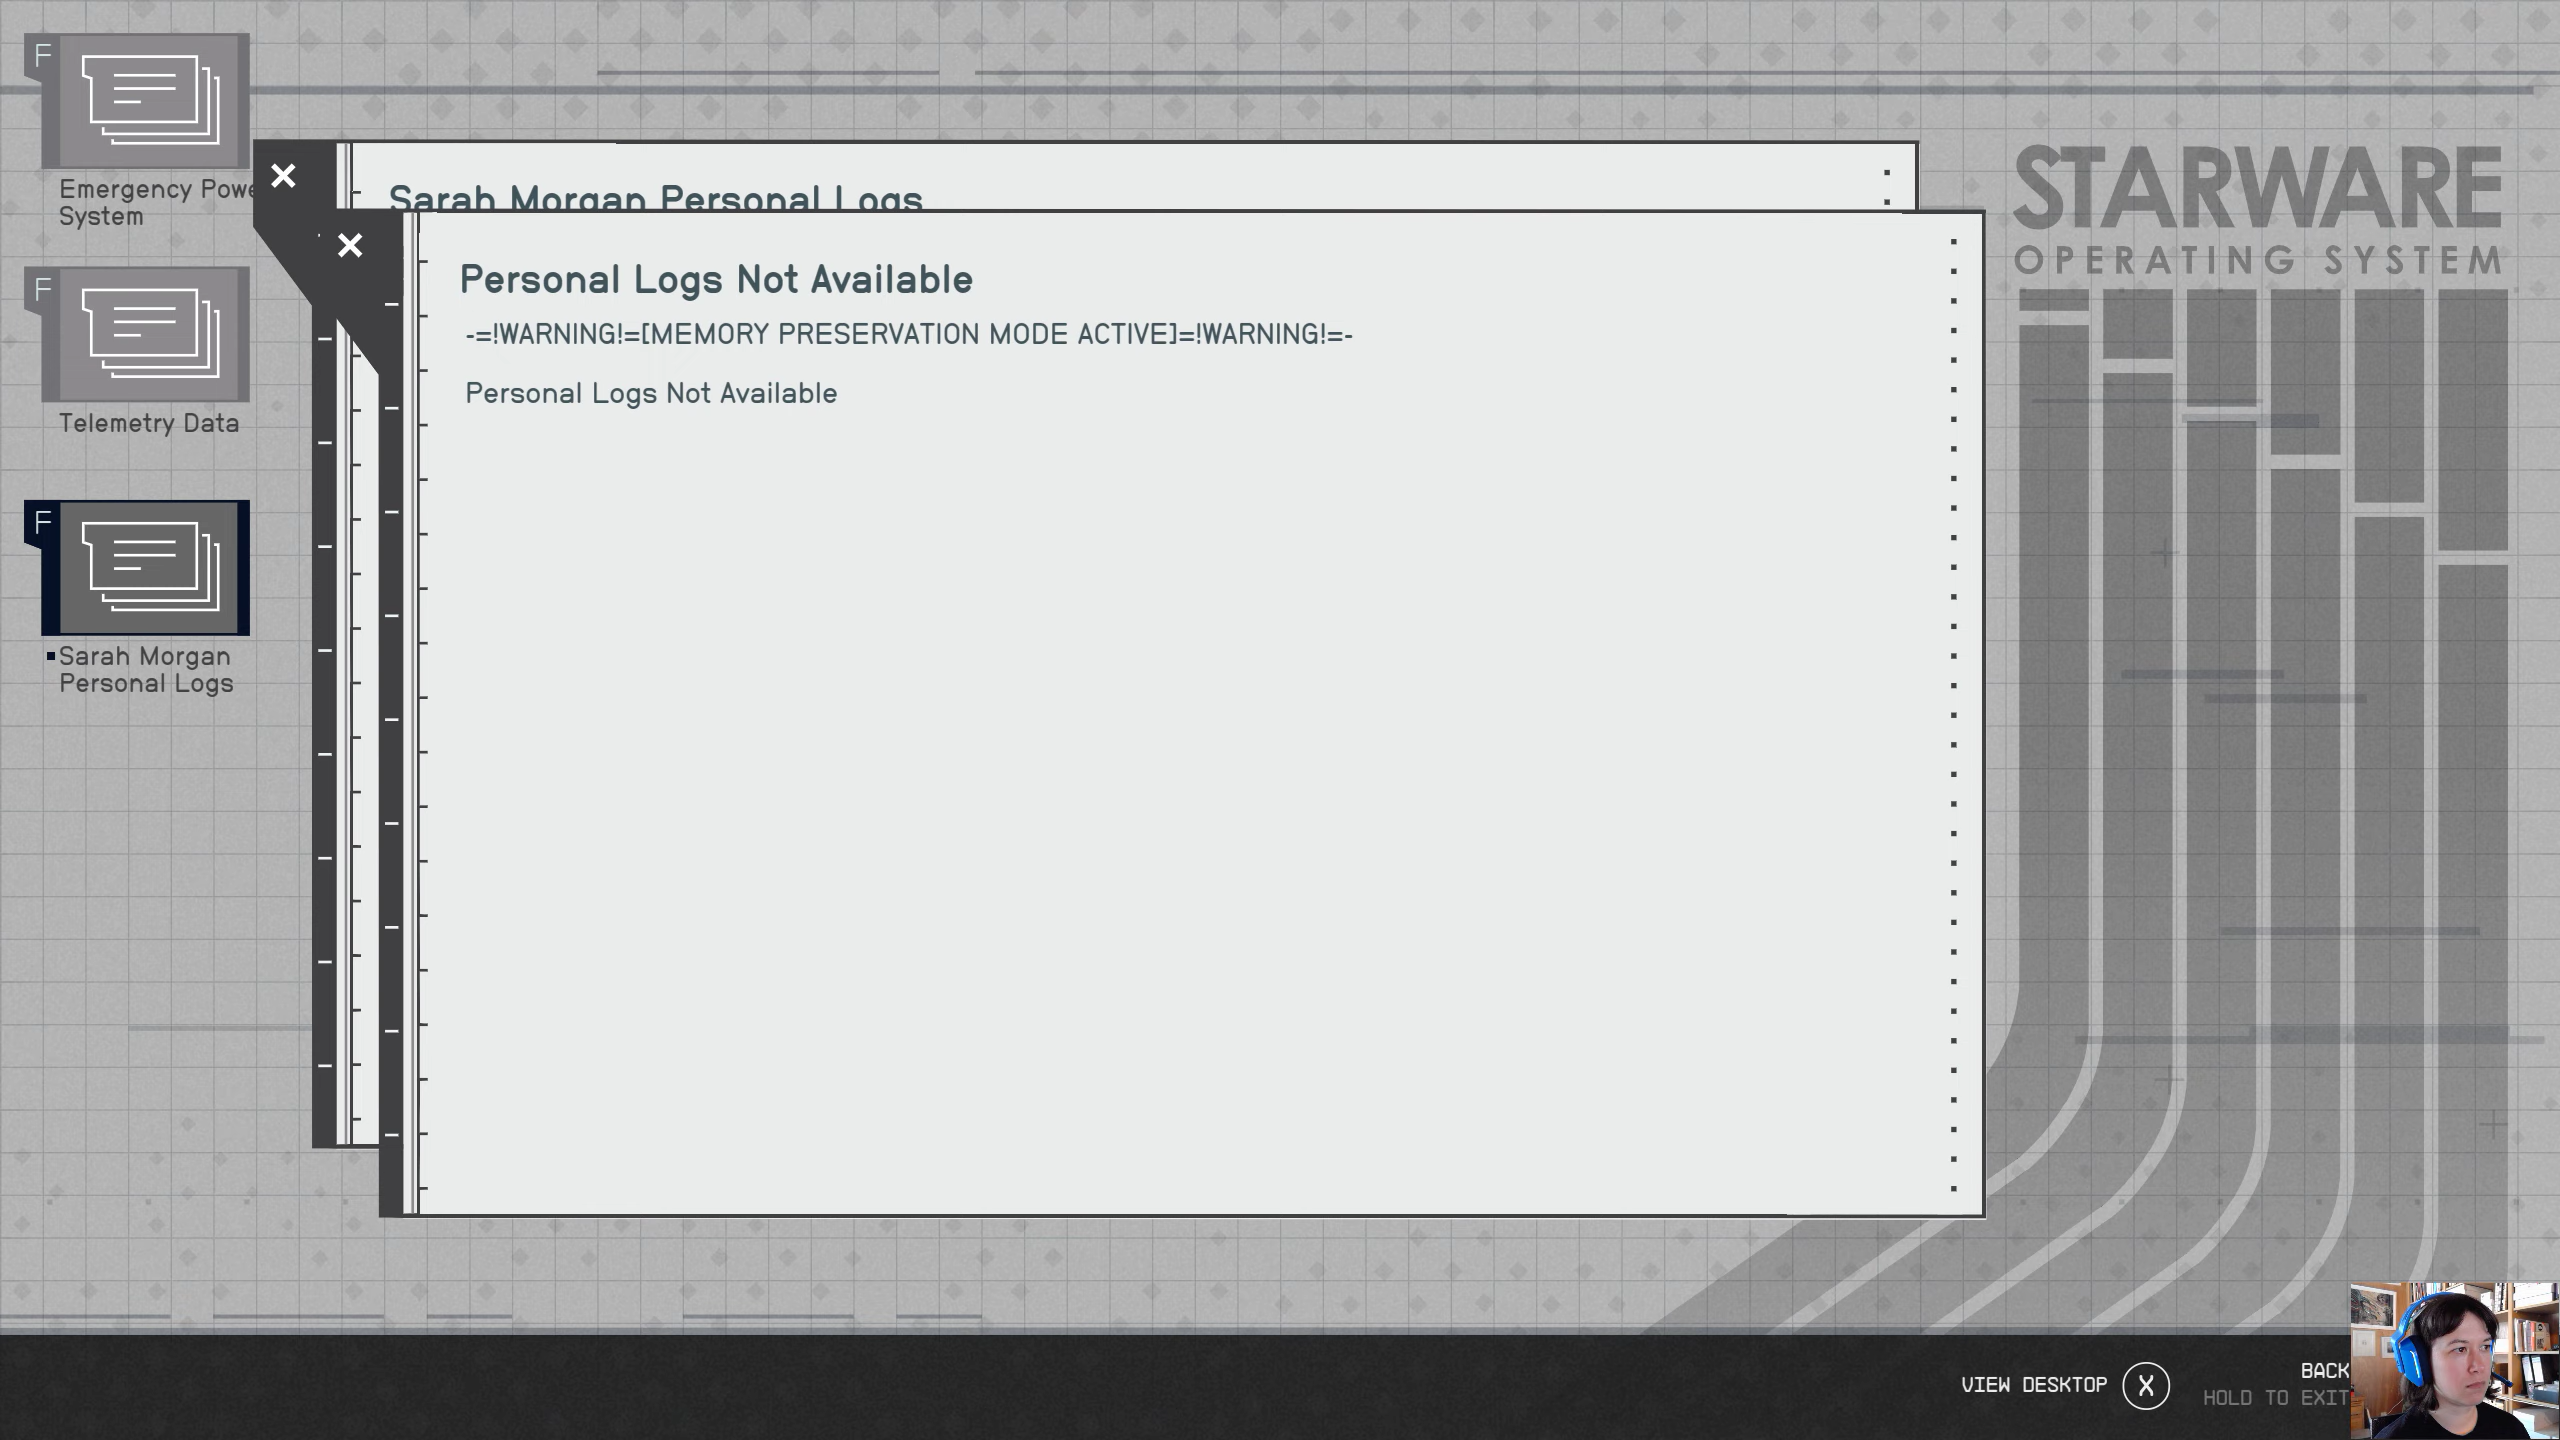 F
Emergency Powe
System
F
Telemetry Data
F
Sarah Morgan
Personal Logs
Sarah Morgan Personal Logs
Personal Logs Not Available
-=!WARNING!=[MEMORY PRESERVATION MODE ACTIVE]=!WARNING!=-
Personal Logs Not Available
STARWARE
OPERATING SYSTEM
VIEW DESKTOP X
BACK
HOLD TO EXIT